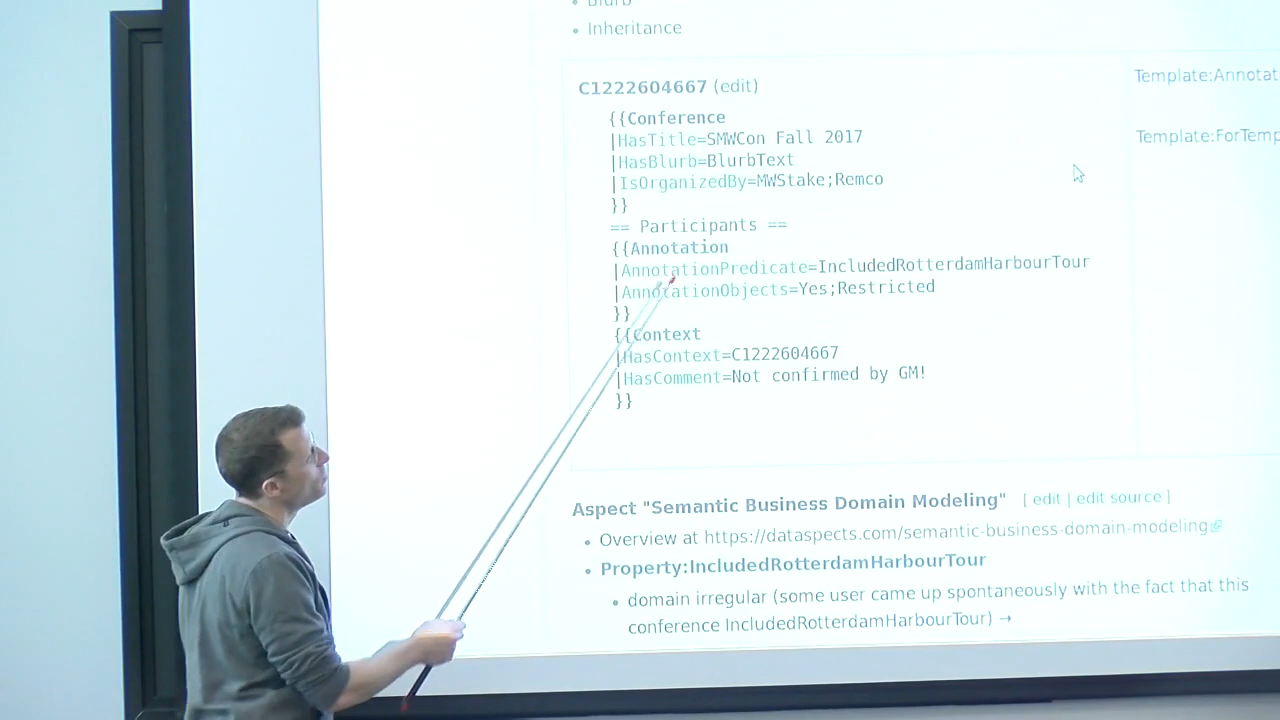 Blurb
Inheritance
C1222604667 (edit)
{{Conference
|HasTitle=SMWCon Fall 2017
|HasBlurb=BlurbText
|IsOrganizedBy=MWStake;Remco
}}
== Participants ==
{{Annotation
|AnnotationPredicate=IncludedRotterdamHarbourTour
|AnnotationObjects=Yes;Restricted
}}
{{Context
|HasContext=C1222604667
|HasComment=Not confirmed by GM!
}}
Template:Annotat
Template:ForTemp
Aspect "Semantic Business Domain Modeling" [ edit | edit source ]
Overview at https://dataspects.com/semantic-business-domain-modeling
Property:IncludedRotterdamHarbourTour
domain irregular (some user came up spontaneously with the fact that this
conference IncludedRotterdamHarbourTour) →